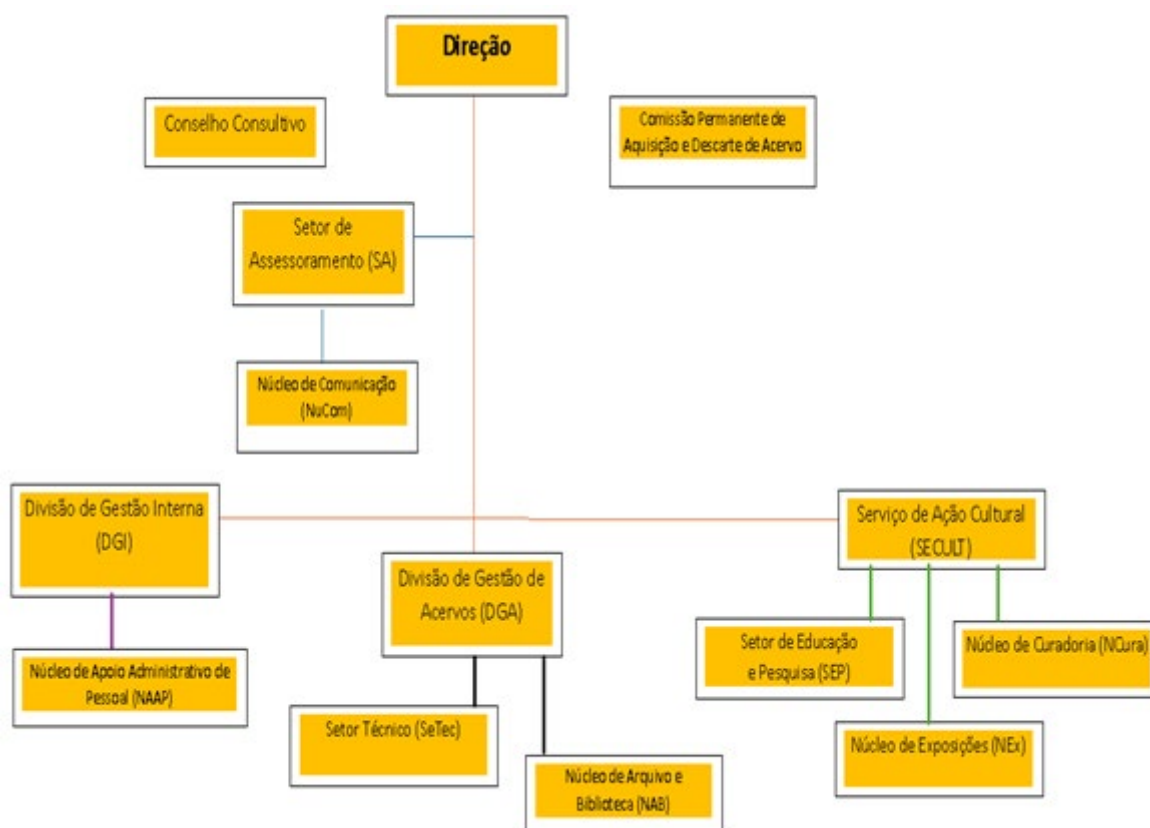 Direção
Conselho Consultivo
Comissão Permanente de
Aquisição e Descarte de Acervo
Setor de
Assessoramento (SA)
Núcleo de Comunicação
(NuCom)
Divisão de Gestão Interna
(DGI)
Serviço de Ação Cultural
(SECULT)
Divisão de Gestão de
Acervos (DGA)
Núcleo de Apoio Administrativo de
Pessoal (NAAP)
Setor de Educação
e Pesquisa (SEP)
Núcleo de Curadoria (NCura)
Setor Técnico (SeTec)
Núcleo de Exposições (NEx)
Núcleo de Arquivo e
Biblioteca (NAB)